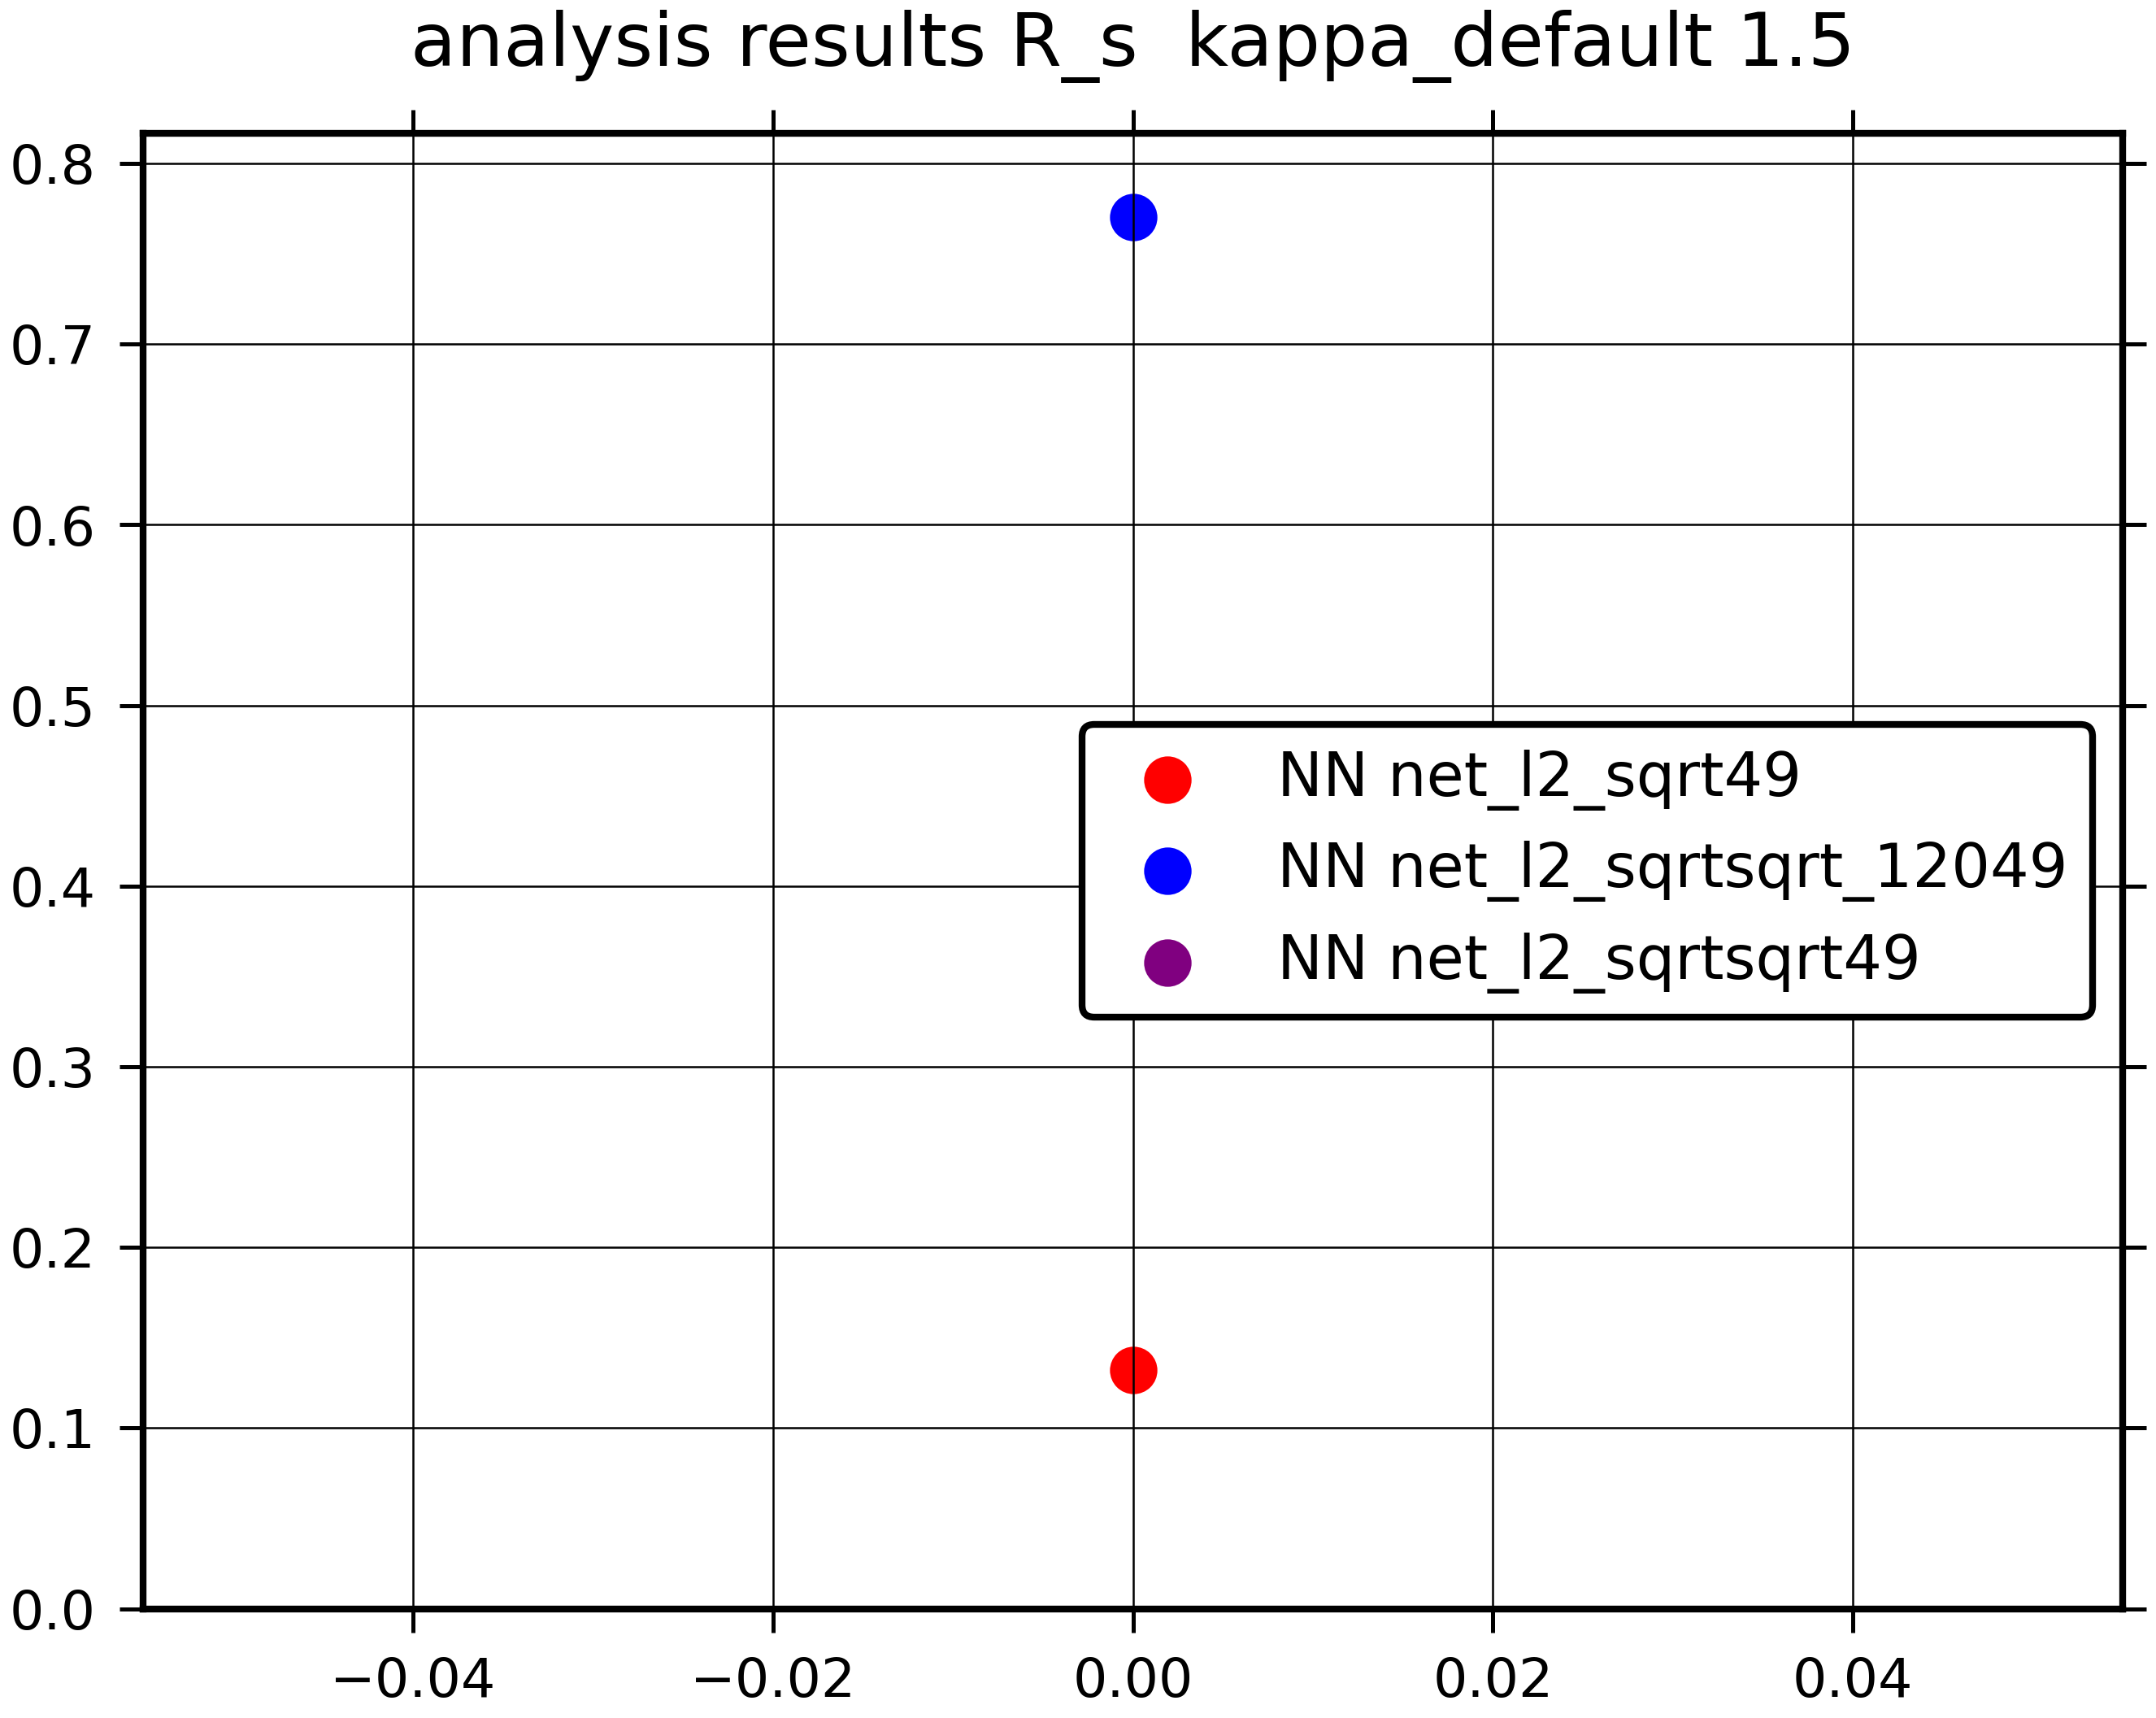 analysis results R_s  kappa_default 1.5
0.8
0.7
0.6
0.5
0.4
0.3
0.2
0.1
0.0
NN net_l2_sqrt49
NN net_l2_sqrtsqrt_12049
NN net_l2_sqrtsqrt49
−0.04 −0.02 0.00 0.02 0.04